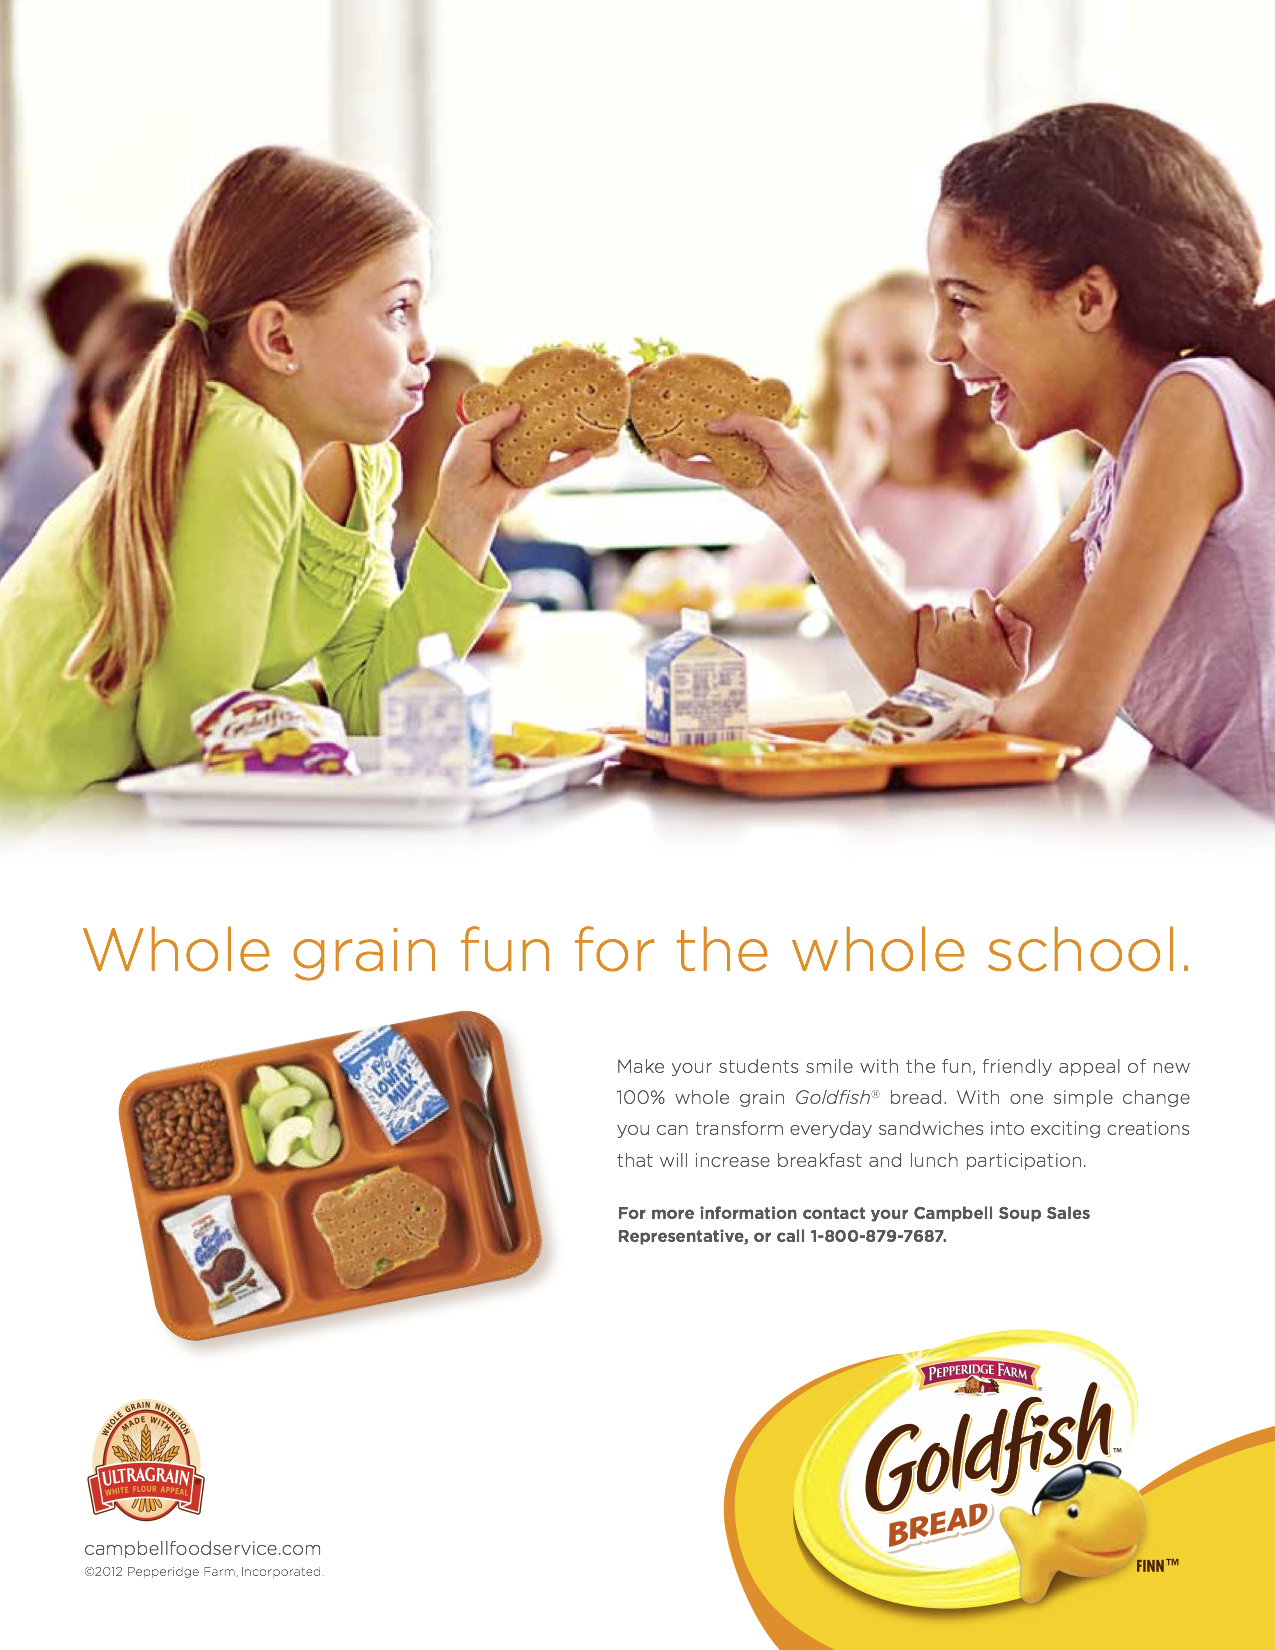 Goldfish
Whole grain fun for the whole school.
1%
LOWFAT
MILK
Make your students smile with the fun, friendly appeal of new
100% whole grain Goldfish® bread. With one simple change
you can transform everyday sandwiches into exciting creations
that will increase breakfast and lunch participation.
For more information contact your Campbell Soup Sales
Representative, or call 1-800-879-7687.
PEPPERIDGE FARM®
Goldfish™
BREAD
FINN™
WHOLE GRAIN NUTRITION
MADE WITH
ULTRAGRAIN
WHITE FLOUR APPEAL
campbellfoodservice.com
©2012 Pepperidge Farm, Incorporated.